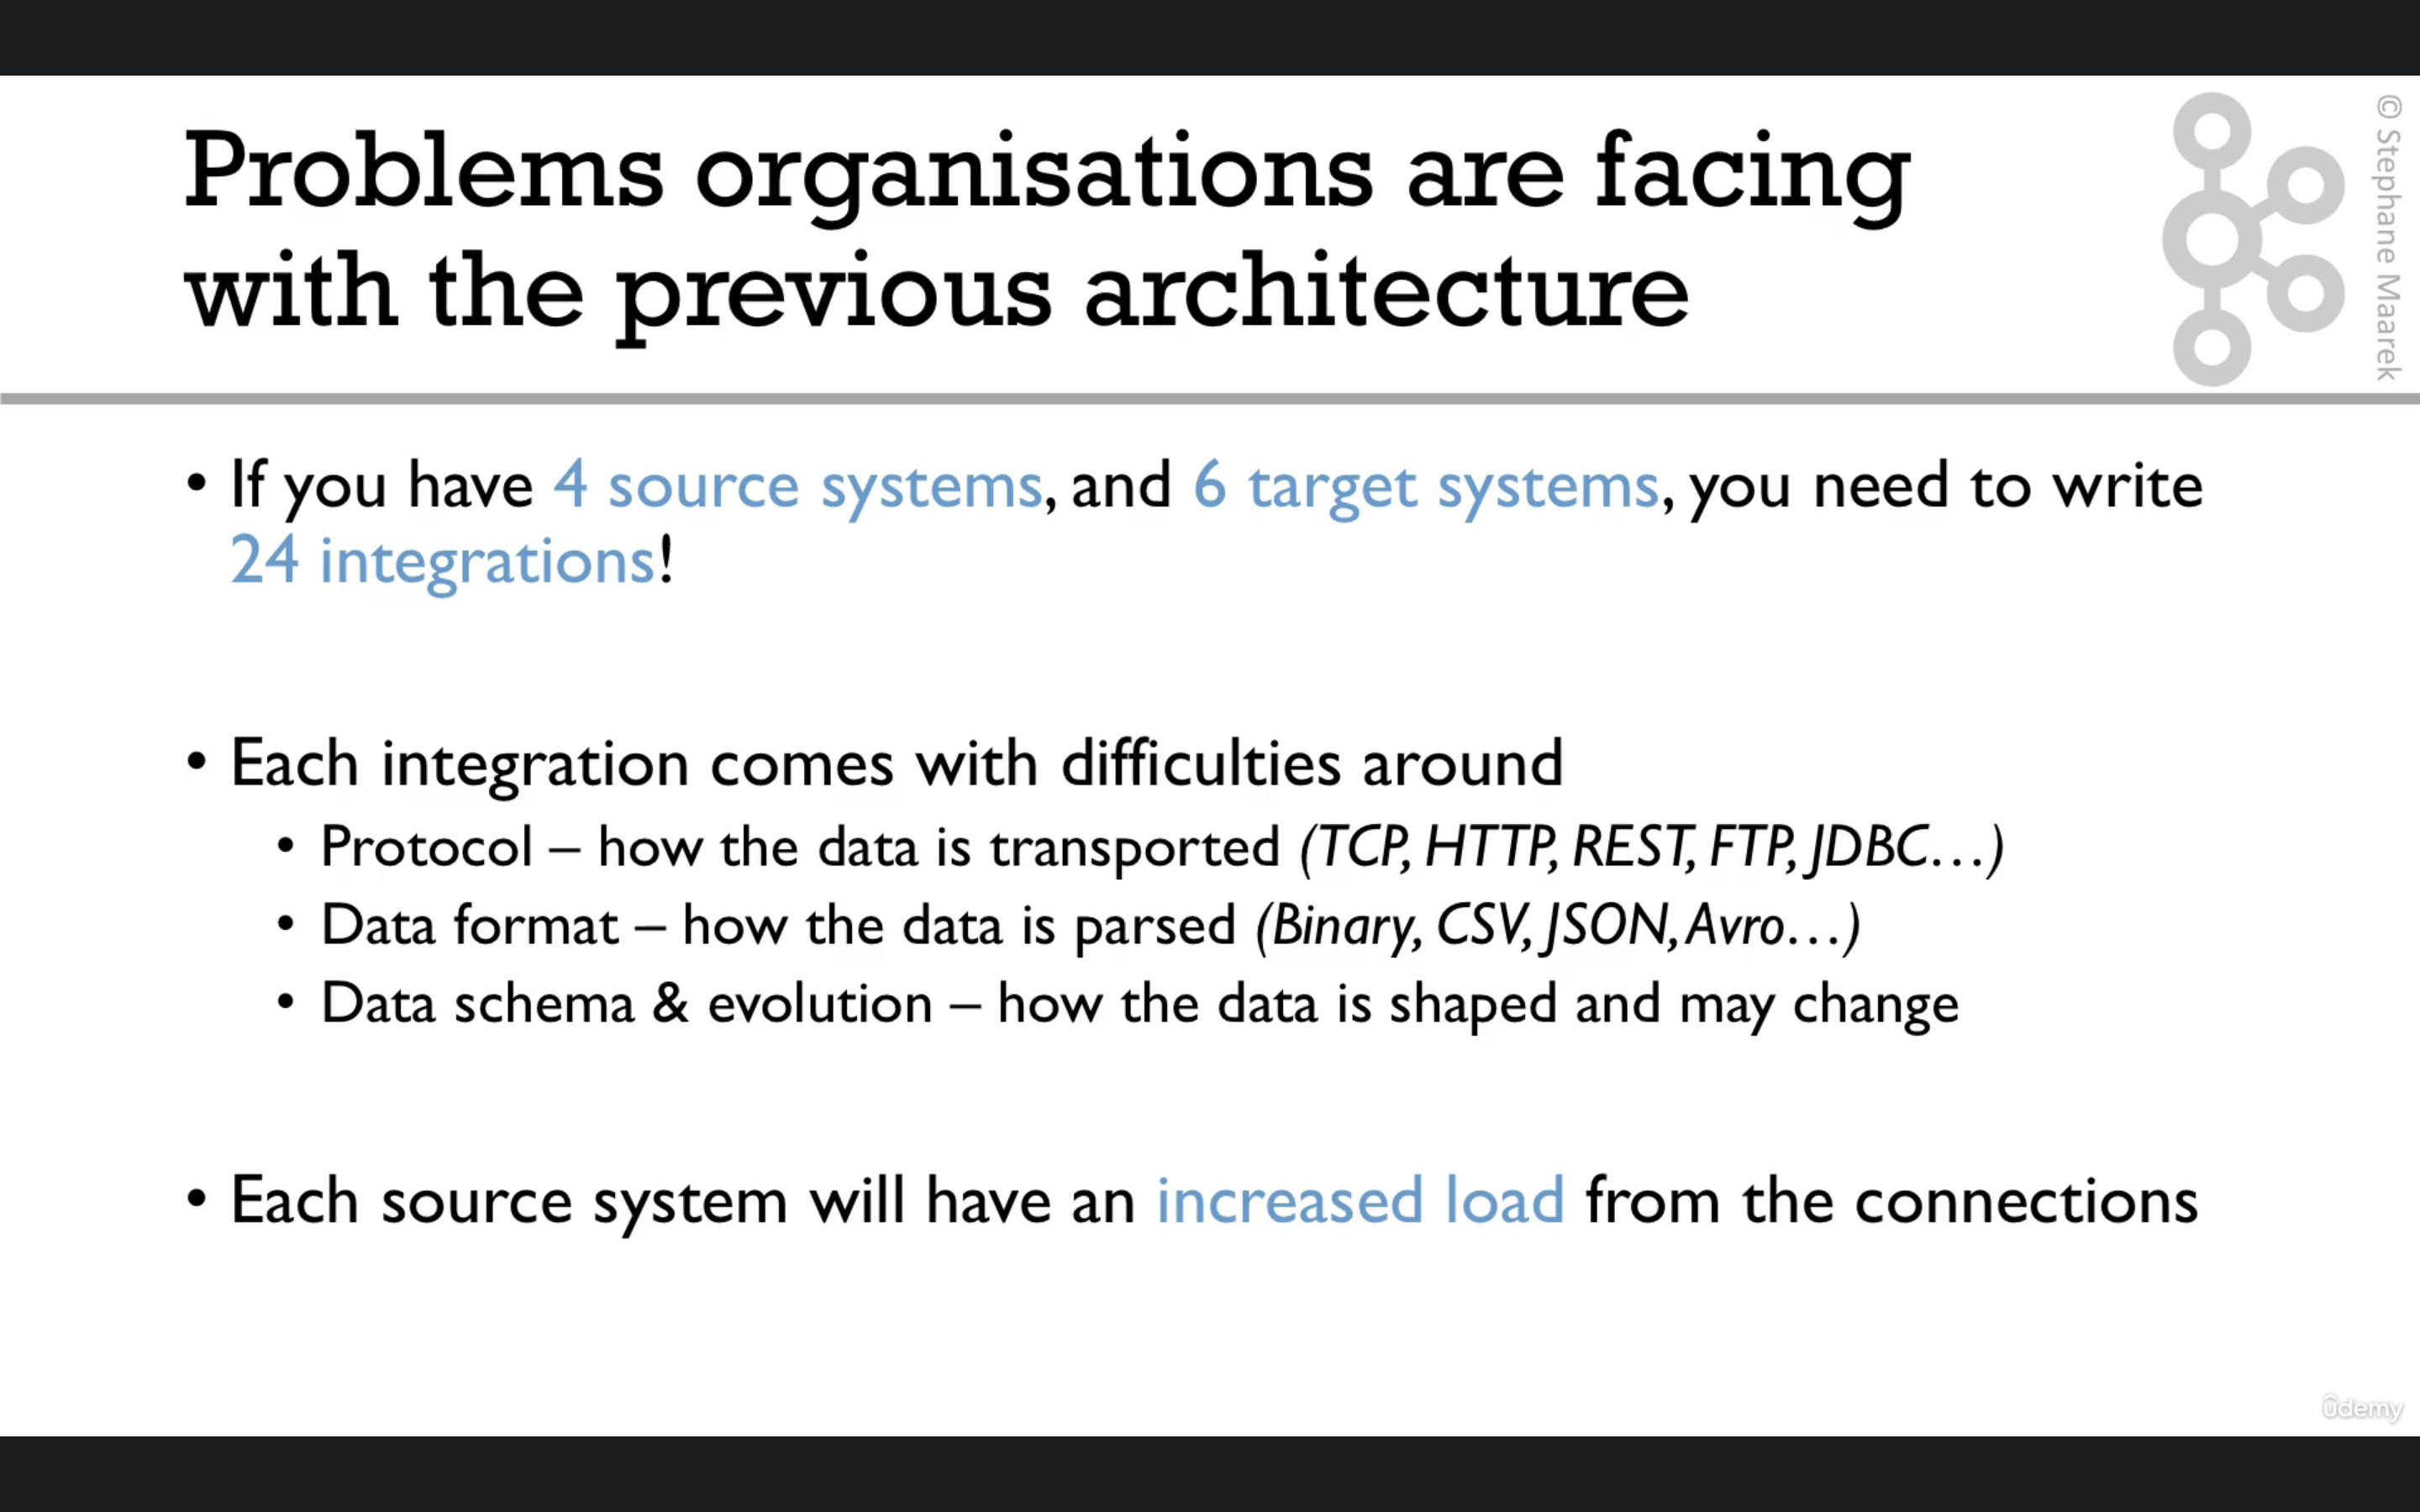 Problems organisations are facing
with the previous architecture
© Stephane Maarek
• If you have 4 source systems, and 6 target systems, you need to write
24 integrations!
• Each integration comes with difficulties around
• Protocol – how the data is transported (TCP, HTTP, REST, FTP, JDBC…)
• Data format – how the data is parsed (Binary, CSV, JSON, Avro…)
• Data schema & evolution – how the data is shaped and may change
• Each source system will have an increased load from the connections
ûdemy